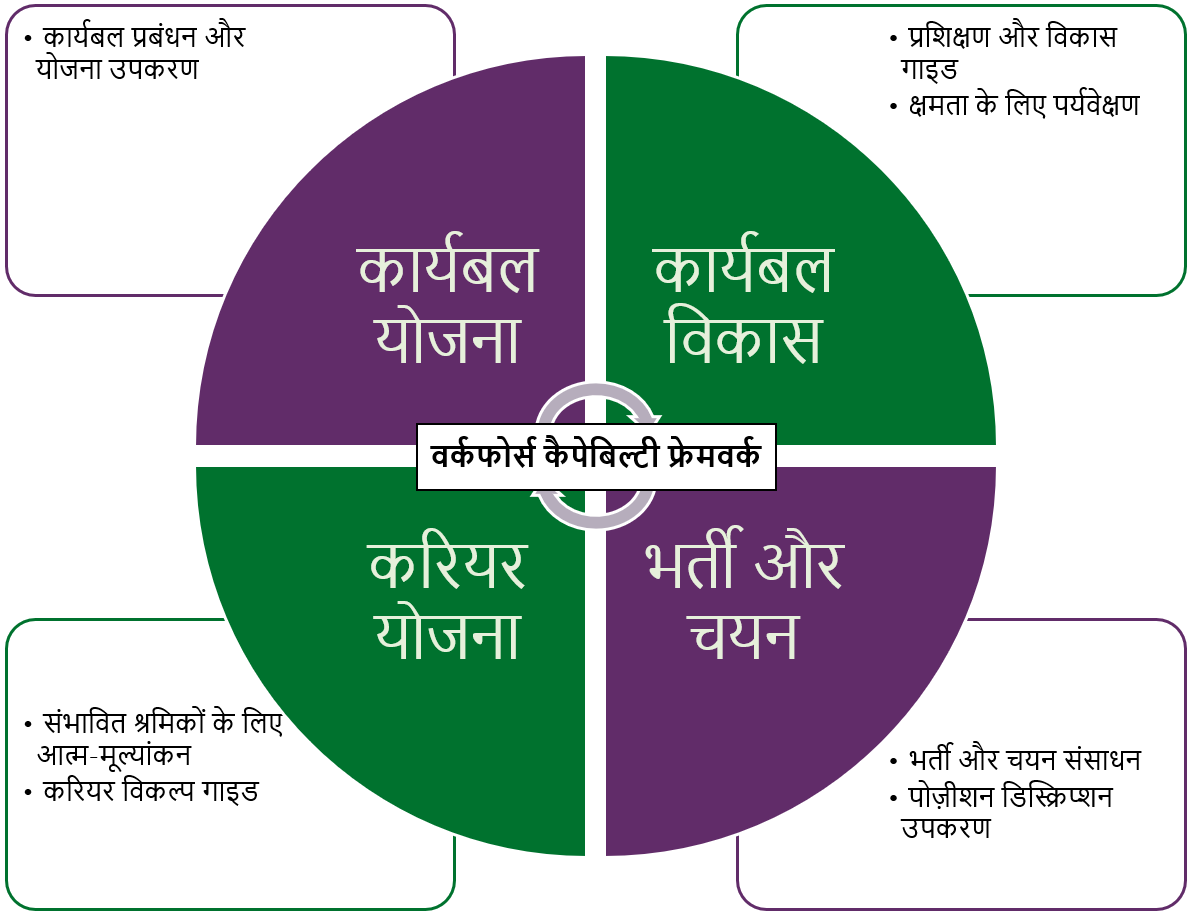 • कार्यबल प्रबंधन और
योजना उपकरण
• प्रशिक्षण और विकास
गाइड
• क्षमता के लिए पर्यवेक्षण
कार्यबल
योजना
कार्यबल
विकास
वर्कफोर्स कैपेबिल्टी फ्रेमवर्क
करियर
योजना
भर्ती और
चयन
• संभावित श्रमिकों के लिए
आत्म-मूल्यांकन
• करियर विकल्प गाइड
• भर्ती और चयन संसाधन
• पोज़ीशन डिस्क्रिप्शन
उपकरण